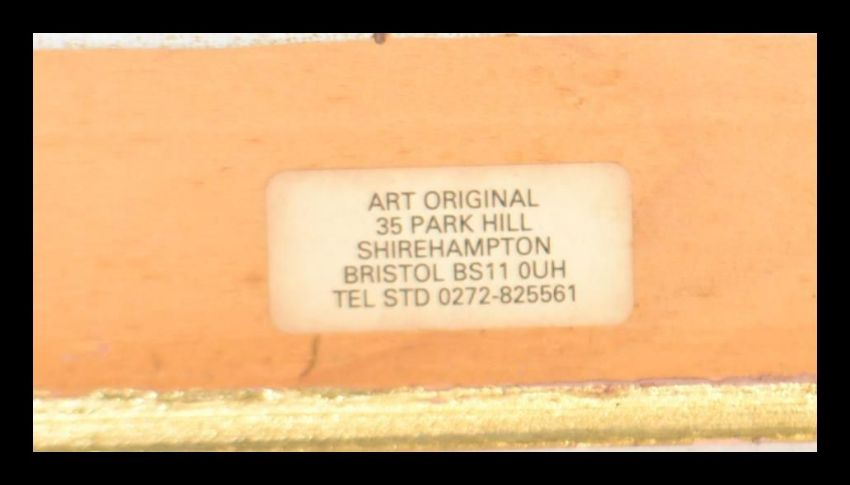 ART ORIGINAL
35 PARK HILL
SHIREHAMPTON
BRISTOL BS11 0UH
TEL STD 0272-825561